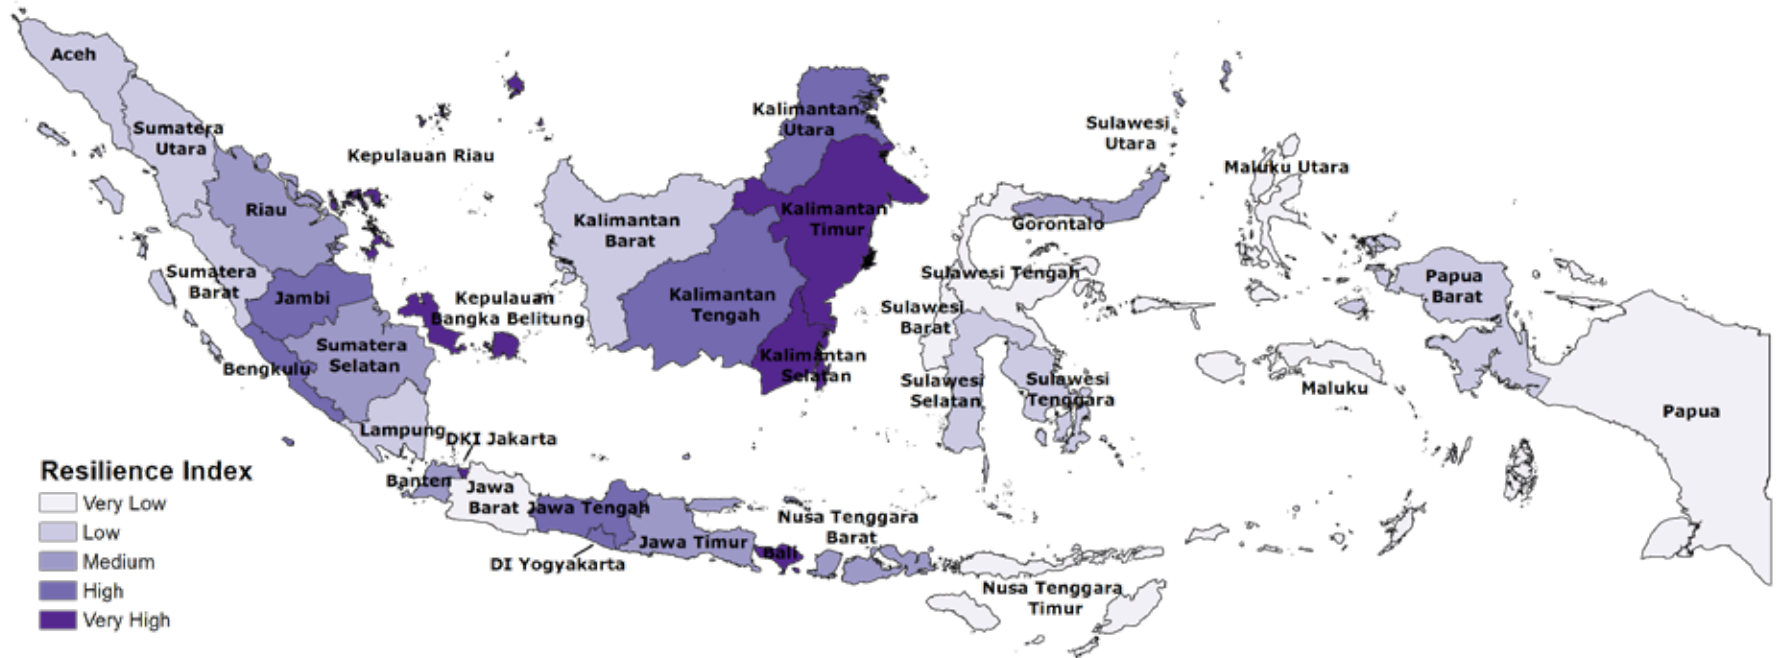 Aceh
Sumatera
Utara
Riau
Kepulauan Riau
Sumatera
Barat
Jambi
Kepulauan
Bangka Belitung
Sumatera
Selatan
Bengkulu
Lampung
DKI Jakarta
Banten
Jawa
Barat
Jawa Tengah
DI Yogyakarta
Jawa Timur
Bali
Nusa Tenggara
Barat
Nusa Tenggara
Timur
Kalimantan
Utara
Kalimantan
Barat
Kalimantan
Timur
Kalimantan
Tengah
Kalimantan
Selatan
Sulawesi
Utara
Gorontalo
Sulawesi Tengah
Sulawesi
Barat
Sulawesi
Selatan
Sulawesi
Tenggara
Maluku Utara
Maluku
Papua
Barat
Papua
Resilience Index
Very Low
Low
Medium
High
Very High